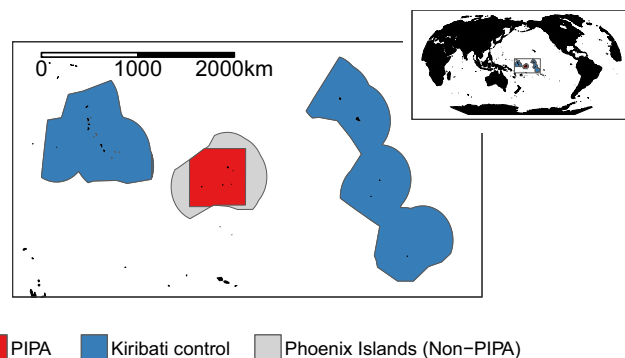 0 1000 2000km
PIPA Kiribati control Phoenix Islands (Non−PIPA)